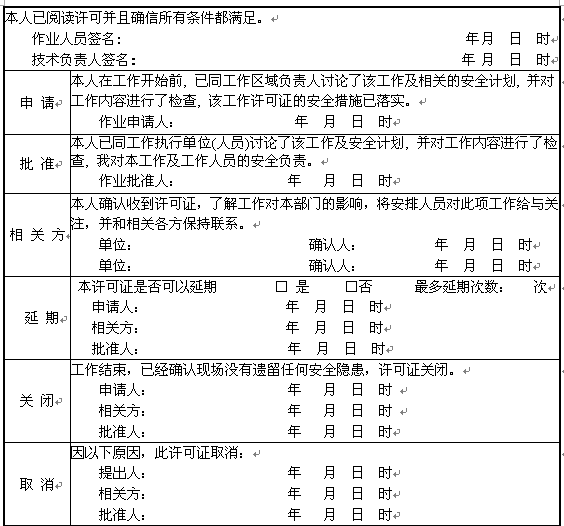 本人已阅读许可并且确信所有条件都满足。
作业人员签名： 年 月 日 时
技术负责人签名： 年 月 日 时
申 请
本人在工作开始前, 已同工作区域负责人讨论了该工作及相关的安全计划, 并对
工作内容进行了检查, 该工作许可证的安全措施已落实。
作业申请人： 年 月 日 时
批 准
本人已同工作执行单位(人员)讨论了该工作及安全计划, 并对工作内容进行了检
查, 我对本工作及工作人员的安全负责。
作业批准人： 年 月 日 时
相 关 方
本人确认收到许可证，了解工作对本部门的影响，将安排人员对此项工作给与关
注，并和相关各方保持联系。
单位： 确认人： 年 月 日 时
单位： 确认人： 年 月 日 时
延 期
本许可证是否可以延期 □ 是 □否 最多延期次数： 次
申请人： 年 月 日 时
相关方： 年 月 日 时
批准人： 年 月 日 时
关 闭
工作结束，已经确认现场没有遗留任何安全隐患，许可证关闭。
申请人： 年 月 日 时
相关方： 年 月 日 时
批准人： 年 月 日 时
取 消
因以下原因，此许可证取消：
提出人： 年 月 日 时
相关方： 年 月 日 时
批准人： 年 月 日 时